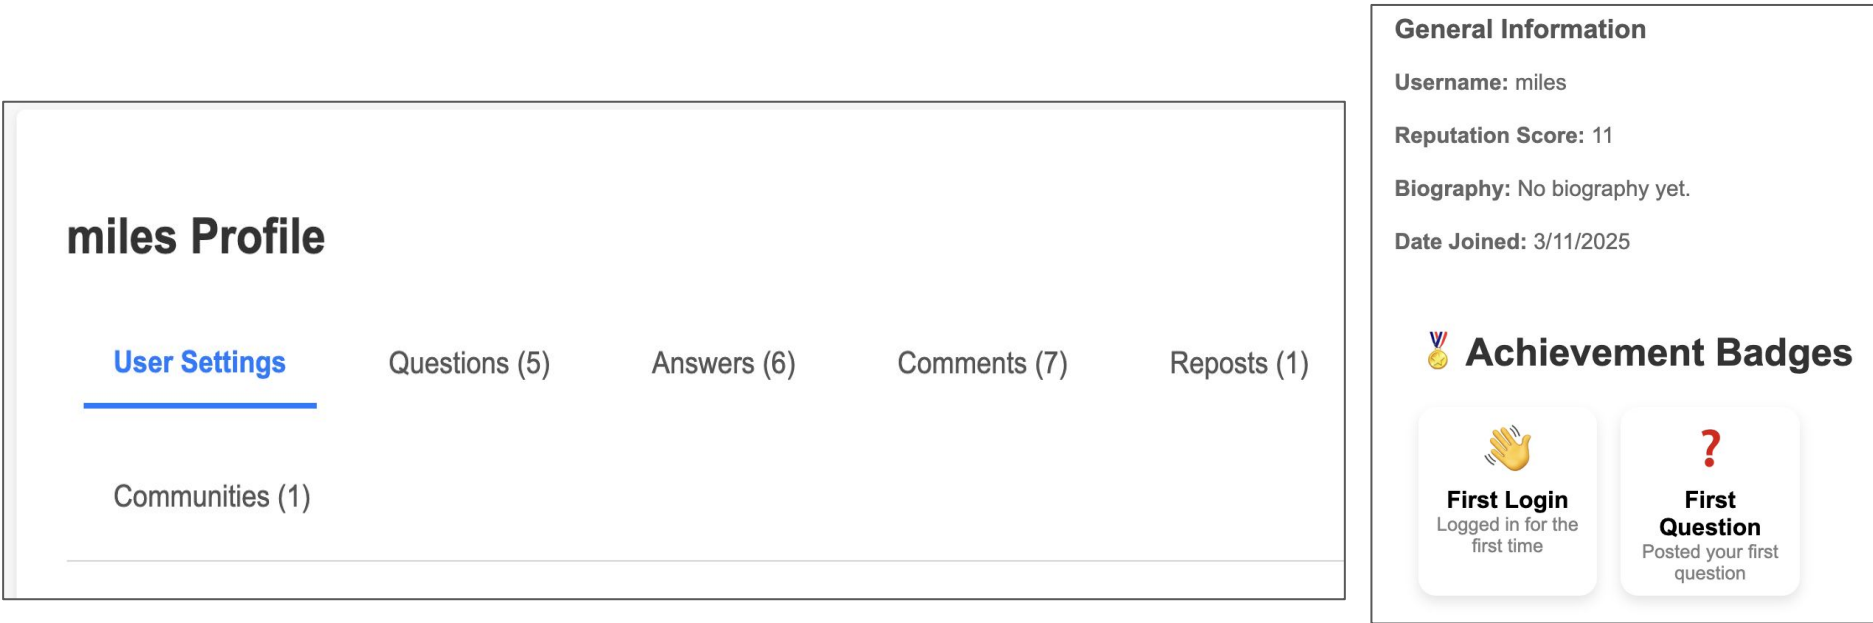 miles Profile
User Settings
Questions (5)
Answers (6)
Comments (7)
Reposts (1)
Communities (1)
General Information
Username: miles
Reputation Score: 11
Biography: No biography yet.
Date Joined: 3/11/2025
Achievement Badges
First Login
Logged in for the
first time
First
Question
Posted your first
question